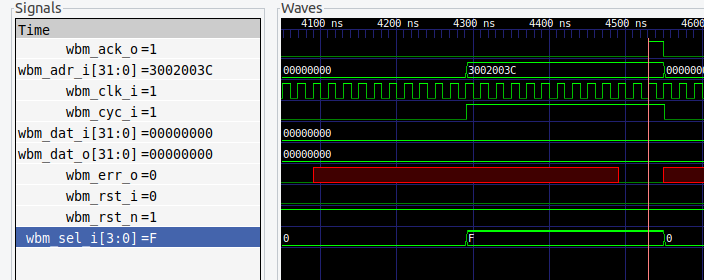 Signals
Waves
Time
4100 ns 4200 ns 4300 ns 4400 ns 4500 ns 4600
wbm_ack_o=1
wbm_adr_i[31:0]=3002003C 00000000 3002003C 0000000
wbm_clk_i=1
wbm_cyc_i=1
wbm_dat_i[31:0]=00000000 00000000
wbm_dat_o[31:0]=00000000 00000000
wbm_err_o=0
wbm_rst_i=0
wbm_rst_n=1
wbm_sel_i[3:0]=F 0 F 0